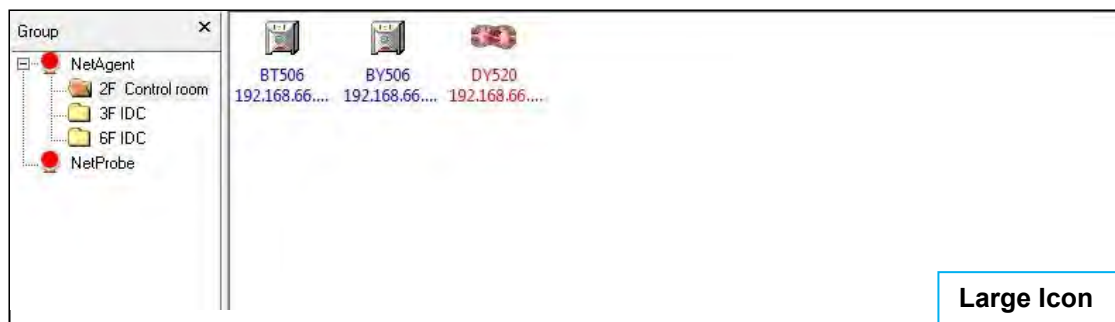 Group
NetAgent
2F Control room
3F IDC
6F IDC
NetProbe
BT506
192.168.66....
BY506
192.168.66....
DY520
192.168.66....
Large Icon